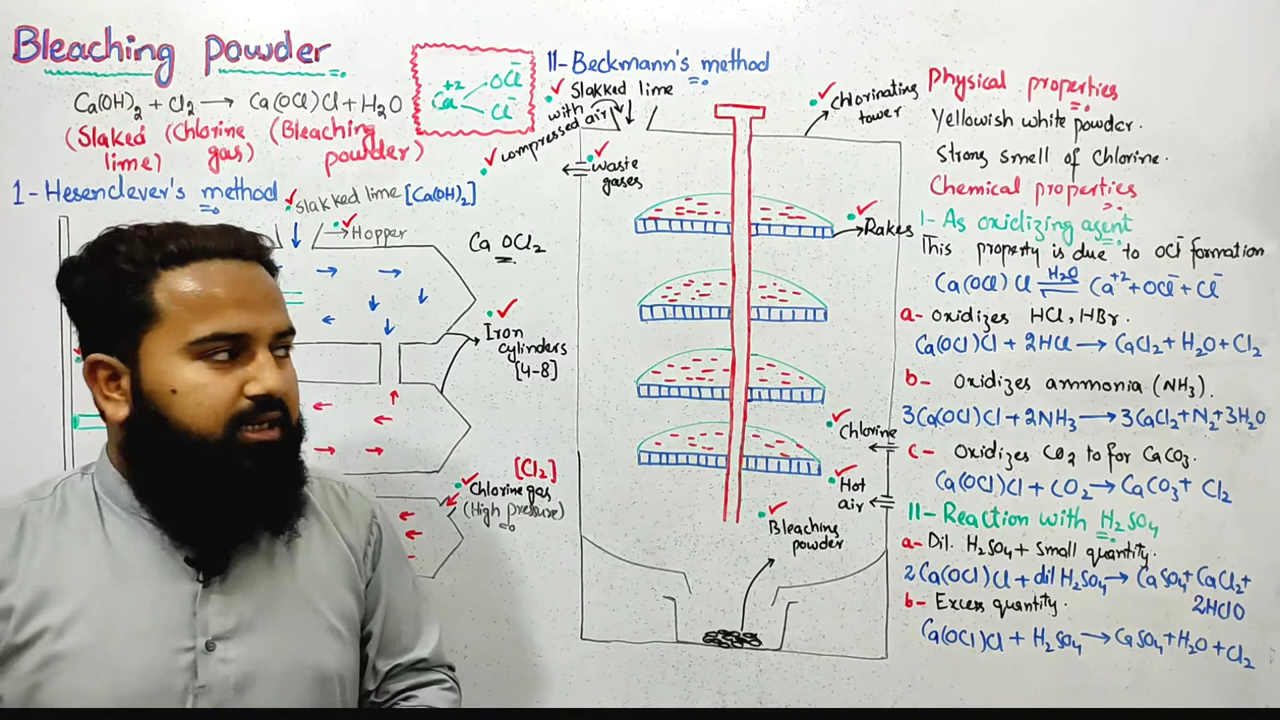 Bleaching powder
Ca(OH)2 + Cl2 → Ca(OCl)Cl + H2O
(Slaked lime) (Chlorine gas) (Bleaching powder)
Ca+2 OCl- Cl-
I- Hesenclever's method
Slakked lime [Ca(OH)2]
Hopper
Ca OCl2
Iron
cylinders
[4-8]
[Cl2]
Chlorine gas
(High pressure)
II- Beckmann's method
Slakked lime
with
compressed air
Chlorinating
tower
waste
gases
Rakes
Chlorine
Hot
air
Bleaching
powder
Physical properties
Yellowish white powder.
Strong smell of chlorine.
Chemical properties
I- As oxidizing agent
This property is due to OCl- formation
Ca(OCl)Cl ⇌ H2O Ca+2 + OCl- + Cl-
a- Oxidizes HCl, HBr.
Ca(OCl)Cl + 2HCl → CaCl2 + H2O + Cl2
b- Oxidizes ammonia (NH3).
3Ca(OCl)Cl + 2NH3 → 3CaCl2 + N2 + 3H2O
c- Oxidizes CO2 to for CaCO3.
Ca(OCl)Cl + CO2 → CaCO3 + Cl2
II- Reaction with H2SO4
a- Dil. H2SO4 + small quantity.
2Ca(OCl)Cl + dil H2SO4 → CaSO4 + CaCl2 +
2HClO
b- Excess quantity.
Ca(OCl)Cl + H2SO4 → CaSO4 + H2O + Cl2